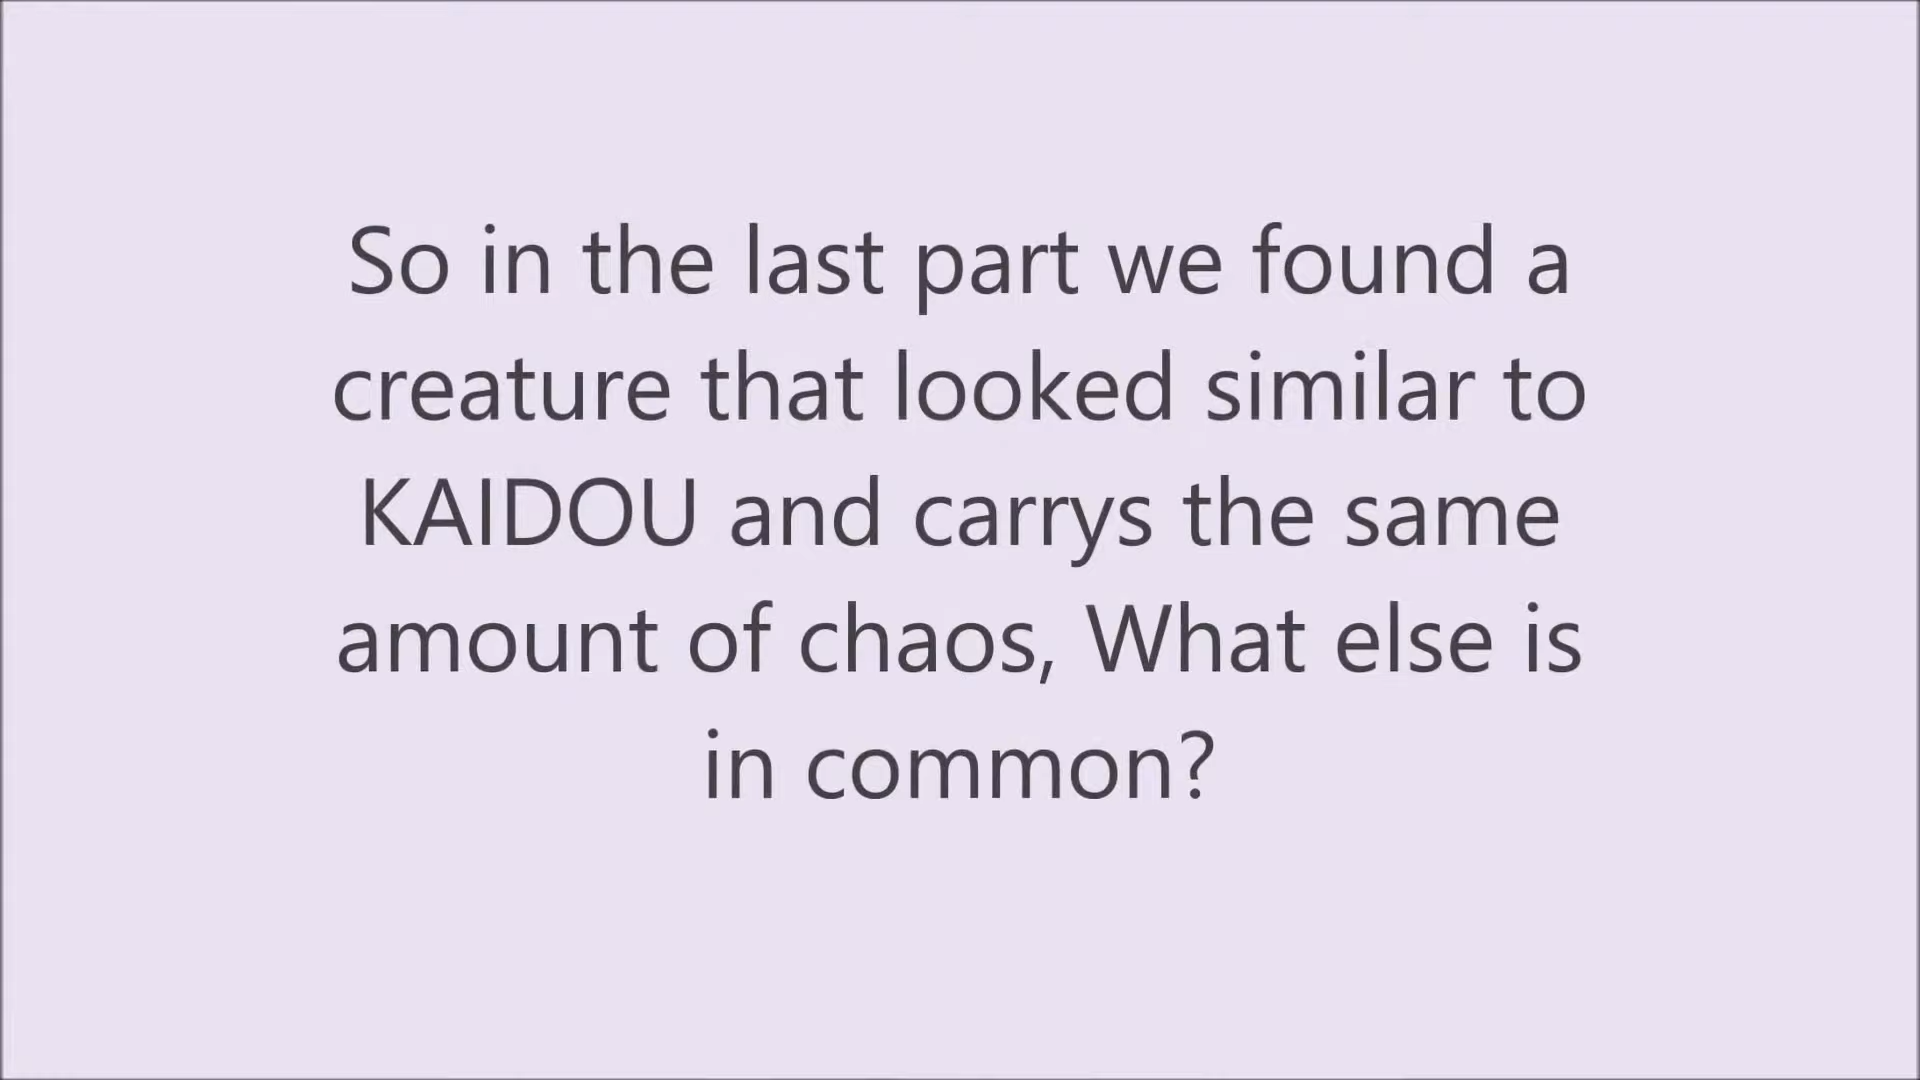 So in the last part we found a
creature that looked similar to
KAIDOU and carrys the same
amount of chaos, What else is
in common?